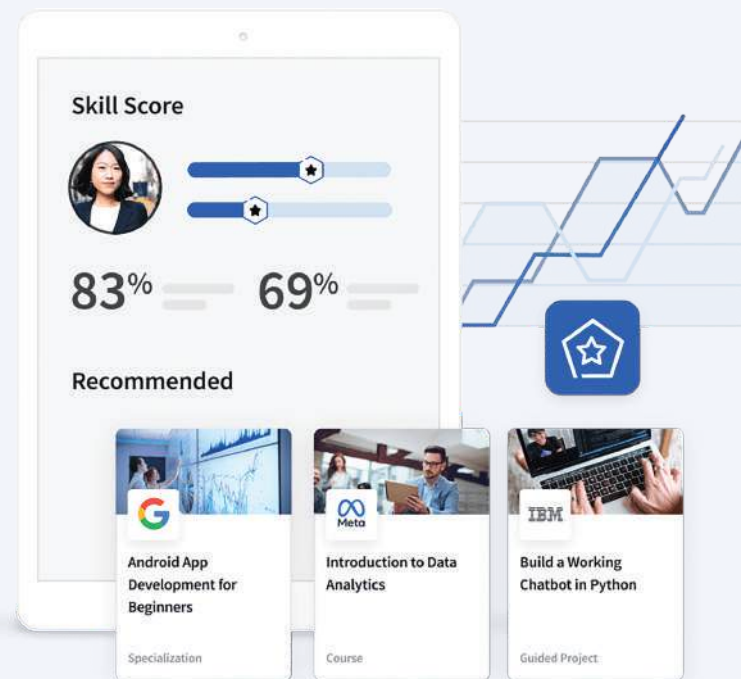 Skill Score
83%
69%
Recommended
G
Meta
IBM
Android App
Development for
Beginners
Introduction to Data
Analytics
Build a Working
Chatbot in Python
Specialization
Course
Guided Project